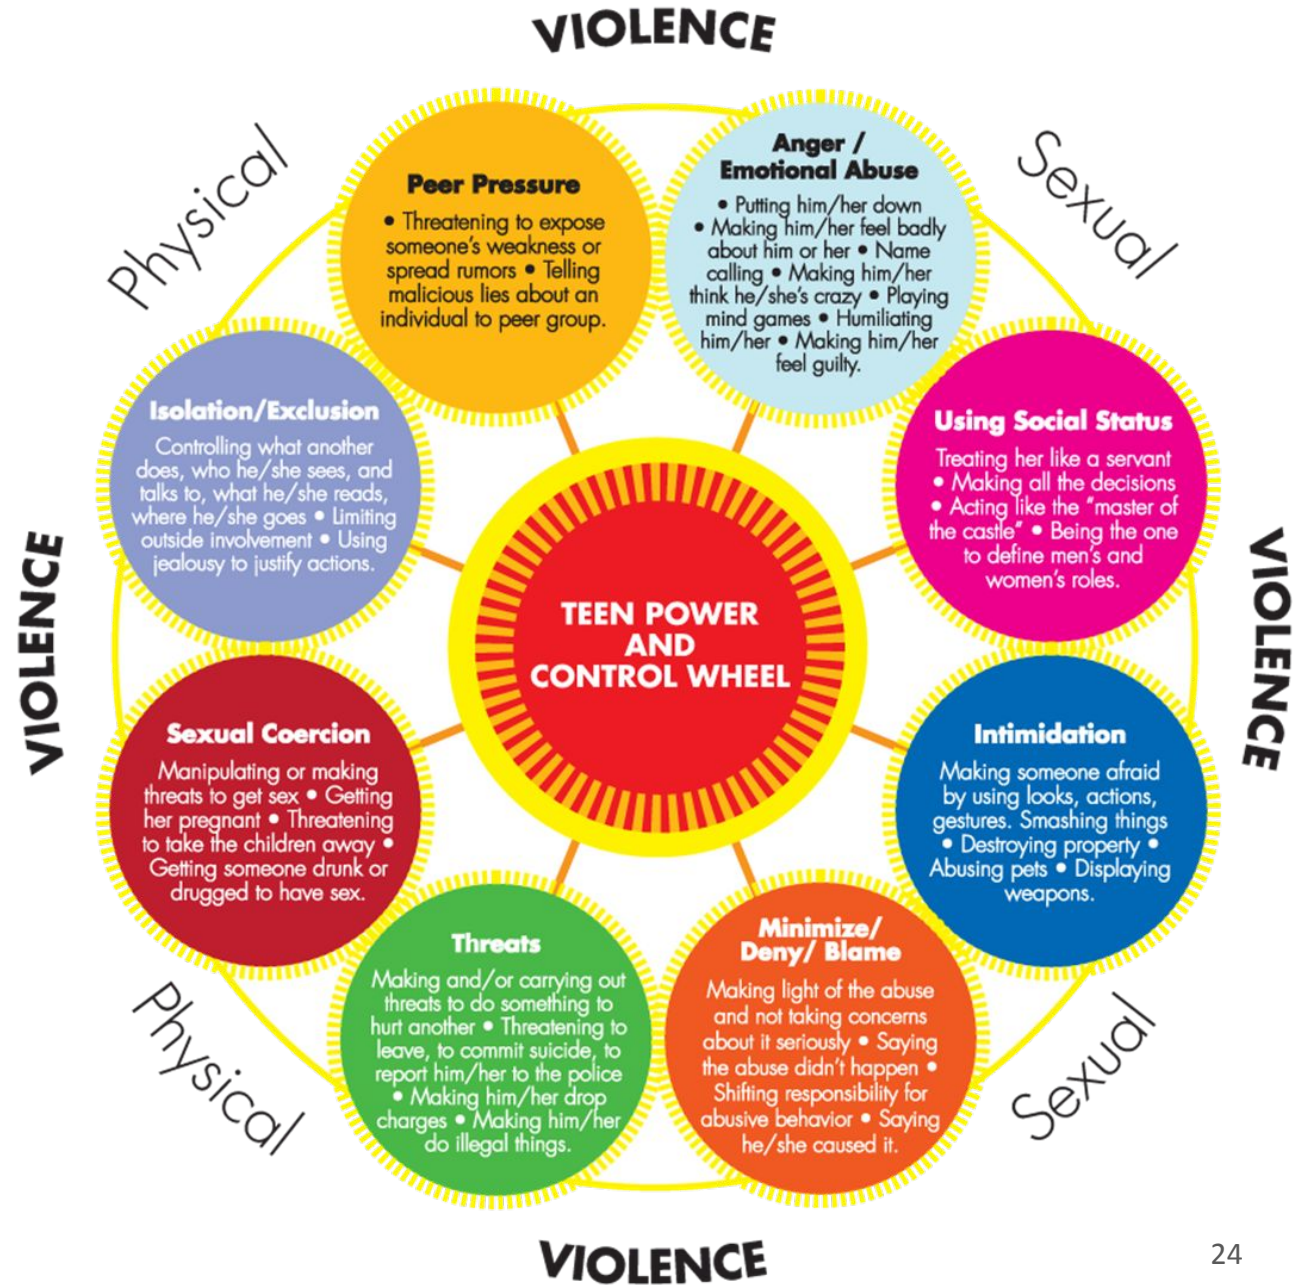 VIOLENCE
Physical
Sexual
Peer Pressure
• Threatening to expose
someone's weakness or
spread rumors • Telling
malicious lies about an
individual to peer group.
Anger /
Emotional Abuse
• Putting him/her down
• Making him/her feel badly
about him or her • Name
calling • Making him/her
think he/she's crazy • Playing
mind games • Humiliating
him/her • Making him/her
feel guilty.
Isolation/Exclusion
Controlling what another
does, who he/she sees, and
talks to, what he/she reads,
where he/she goes • Limiting
outside involvement • Using
jealousy to justify actions.
Using Social Status
Treating her like a servant
• Making all the decisions
• Acting like the "master of
the castle" • Being the one
to define men's and
women's roles.
VIOLENCE
TEEN POWER
AND
CONTROL WHEEL
VIOLENCE
Sexual Coercion
Manipulating or making
threats to get sex • Getting
her pregnant • Threatening
to take the children away •
Getting someone drunk or
drugged to have sex.
Intimidation
Making someone afraid
by using looks, actions,
gestures. Smashing things
• Destroying property •
Abusing pets • Displaying
weapons.
Threats
Making and/or carrying out
threats to do something to
hurt another • Threatening to
leave, to commit suicide, to
report him/her to the police
• Making him/her drop
charges • Making him/her
do illegal things.
Minimize/
Deny/ Blame
Making light of the abuse
and not taking concerns
about it seriously • Saying
the abuse didn't happen •
Shifting responsibility for
abusive behavior • Saying
he/she caused it.
Physical
Sexual
VIOLENCE
24